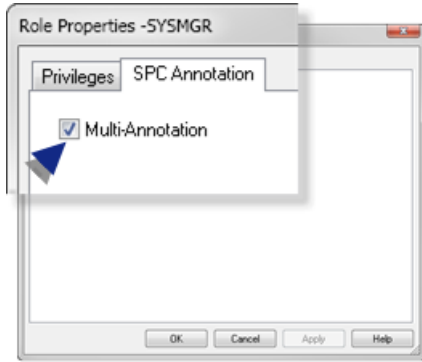 Role Properties -SYSMGR
Privileges SPC Annotation
Multi-Annotation
OK Cancel Apply Help